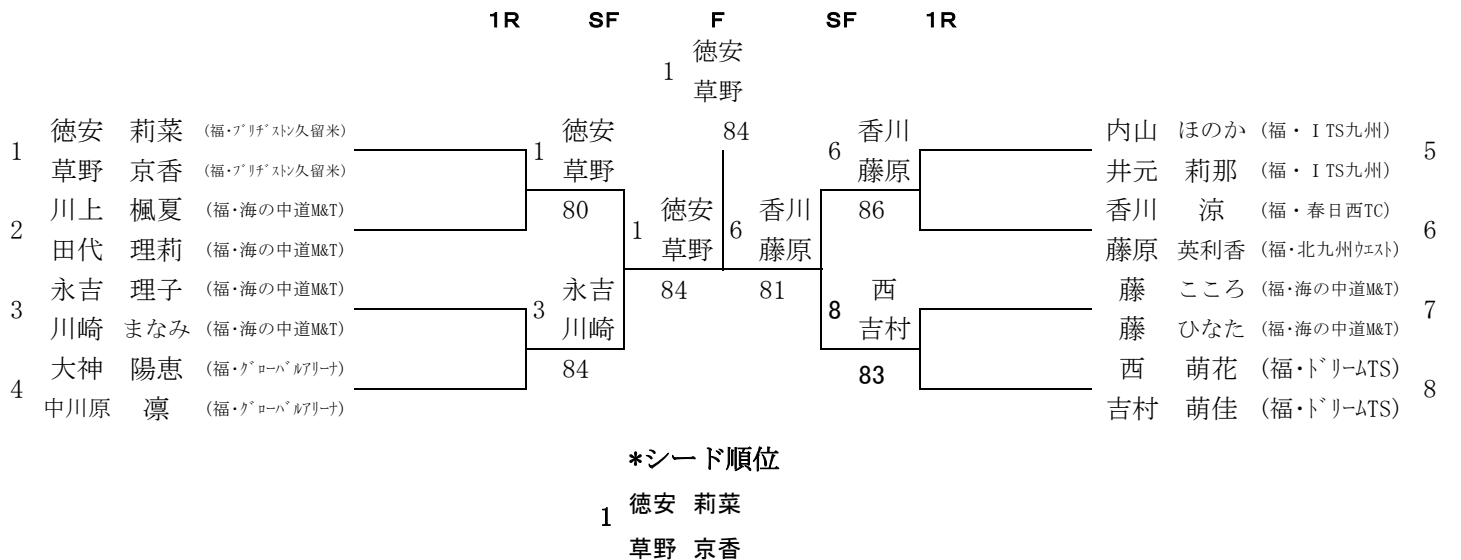 1R SF F SF 1R
徳安
1
草野
徳安 莉菜 (福・ブリヂストン久留米) 徳安 84 香川 内山 ほのか (福・ITS九州)
1 1 6 5
草野 京香 (福・ブリヂストン久留米) 草野 藤原 井元 莉那 (福・ITS九州)
川上 楓夏 (福・海の中道M&T) 80 徳安 香川 86 香川 涼 (福・春日西TC)
2 1 6 6
田代 理莉 (福・海の中道M&T) 草野 藤原 藤原 英利香 (福・北九州ウエスト)
永吉 理子 (福・海の中道M&T) 永吉 84 81 西 藤 こころ (福・海の中道M&T)
3 3 8 7
川崎 まなみ (福・海の中道M&T) 川崎 吉村 藤 ひなた (福・海の中道M&T)
大神 陽恵 (福・グローバルアリーナ) 84 83 西 萌花 (福・ドリームTS)
4 8
中川原 凛 (福・グローバルアリーナ) 吉村 萌佳 (福・ドリームTS)
*シード順位
徳安 莉菜
1
草野 京香